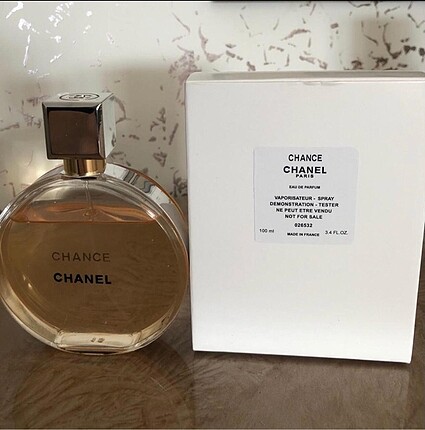 CHANCE
CHANEL
CHANCE
CHANEL
PARIS
EAU DE PARFUM
VAPORISATEUR - SPRAY
DEMONSTRATION - TESTER
NE PEUT ETRE VENDU
NOT FOR SALE
026532
100 ml MADE IN FRANCE 3.4 FL.OZ.